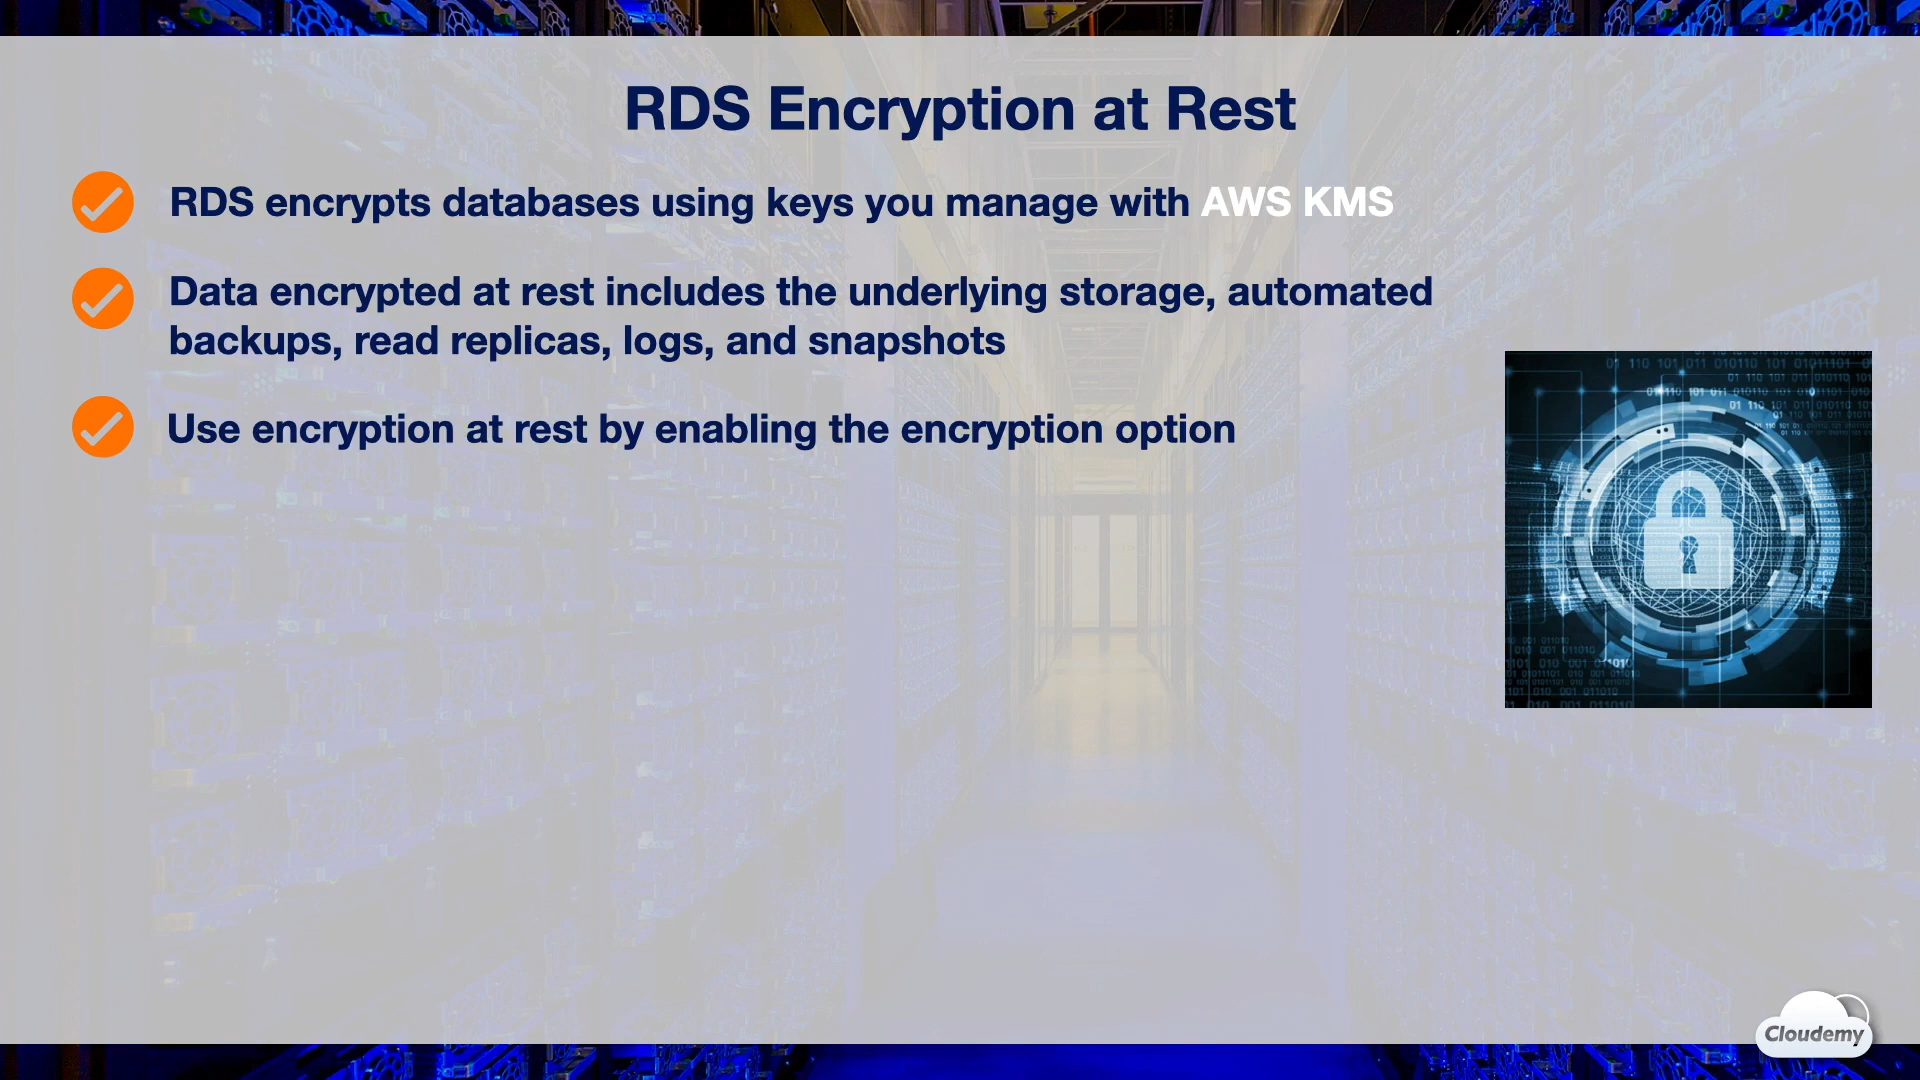 RDS Encryption at Rest
RDS encrypts databases using keys you manage with AWS KMS
Data encrypted at rest includes the underlying storage, automated
backups, read replicas, logs, and snapshots
Use encryption at rest by enabling the encryption option
Cloudemy